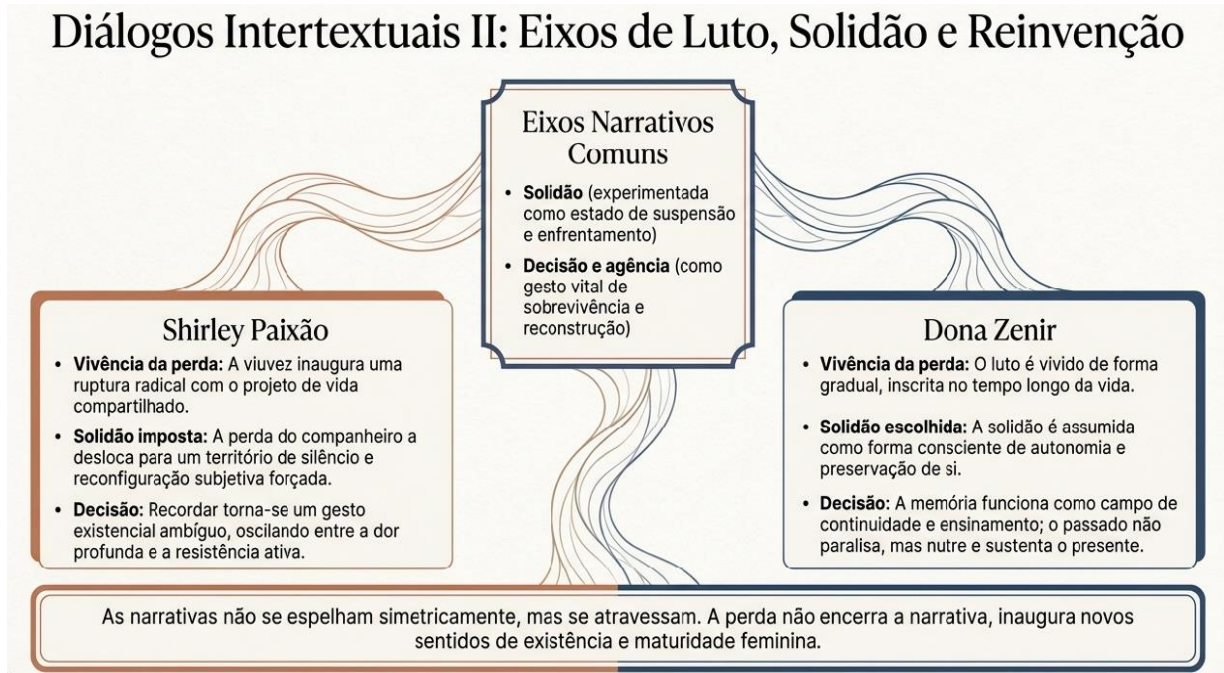 Diálogos Intertextuais II: Eixos de Luto, Solidão e Reinvenção
Eixos Narrativos
Comuns
• Solidão (experimentada
como estado de suspensão
e enfrentamento)
• Decisão e agência (como
gesto vital de
sobrevivência e
reconstrução)
Shirley Paixão
• Vivência da perda: A viuvez inaugura uma
ruptura radical com o projeto de vida
compartilhado.
• Solidão imposta: A perda do companheiro a
desloca para um território de silêncio e
reconfiguração subjetiva forçada.
• Decisão: Recordar torna-se um gesto
existencial ambíguo, oscilando entre a dor
profunda e a resistência ativa.
Dona Zenir
• Vivência da perda: O luto é vivido de forma
gradual, inscrita no tempo longo da vida.
• Solidão escolhida: A solidão é assumida
como forma consciente de autonomia e
preservação de si.
• Decisão: A memória funciona como campo de
continuidade e ensinamento; o passado não
paralisa, mas nutre e sustenta o presente.
As narrativas não se espelham simetricamente, mas se atravessam. A perda não encerra a narrativa, inaugura novos
sentidos de existência e maturidade feminina.